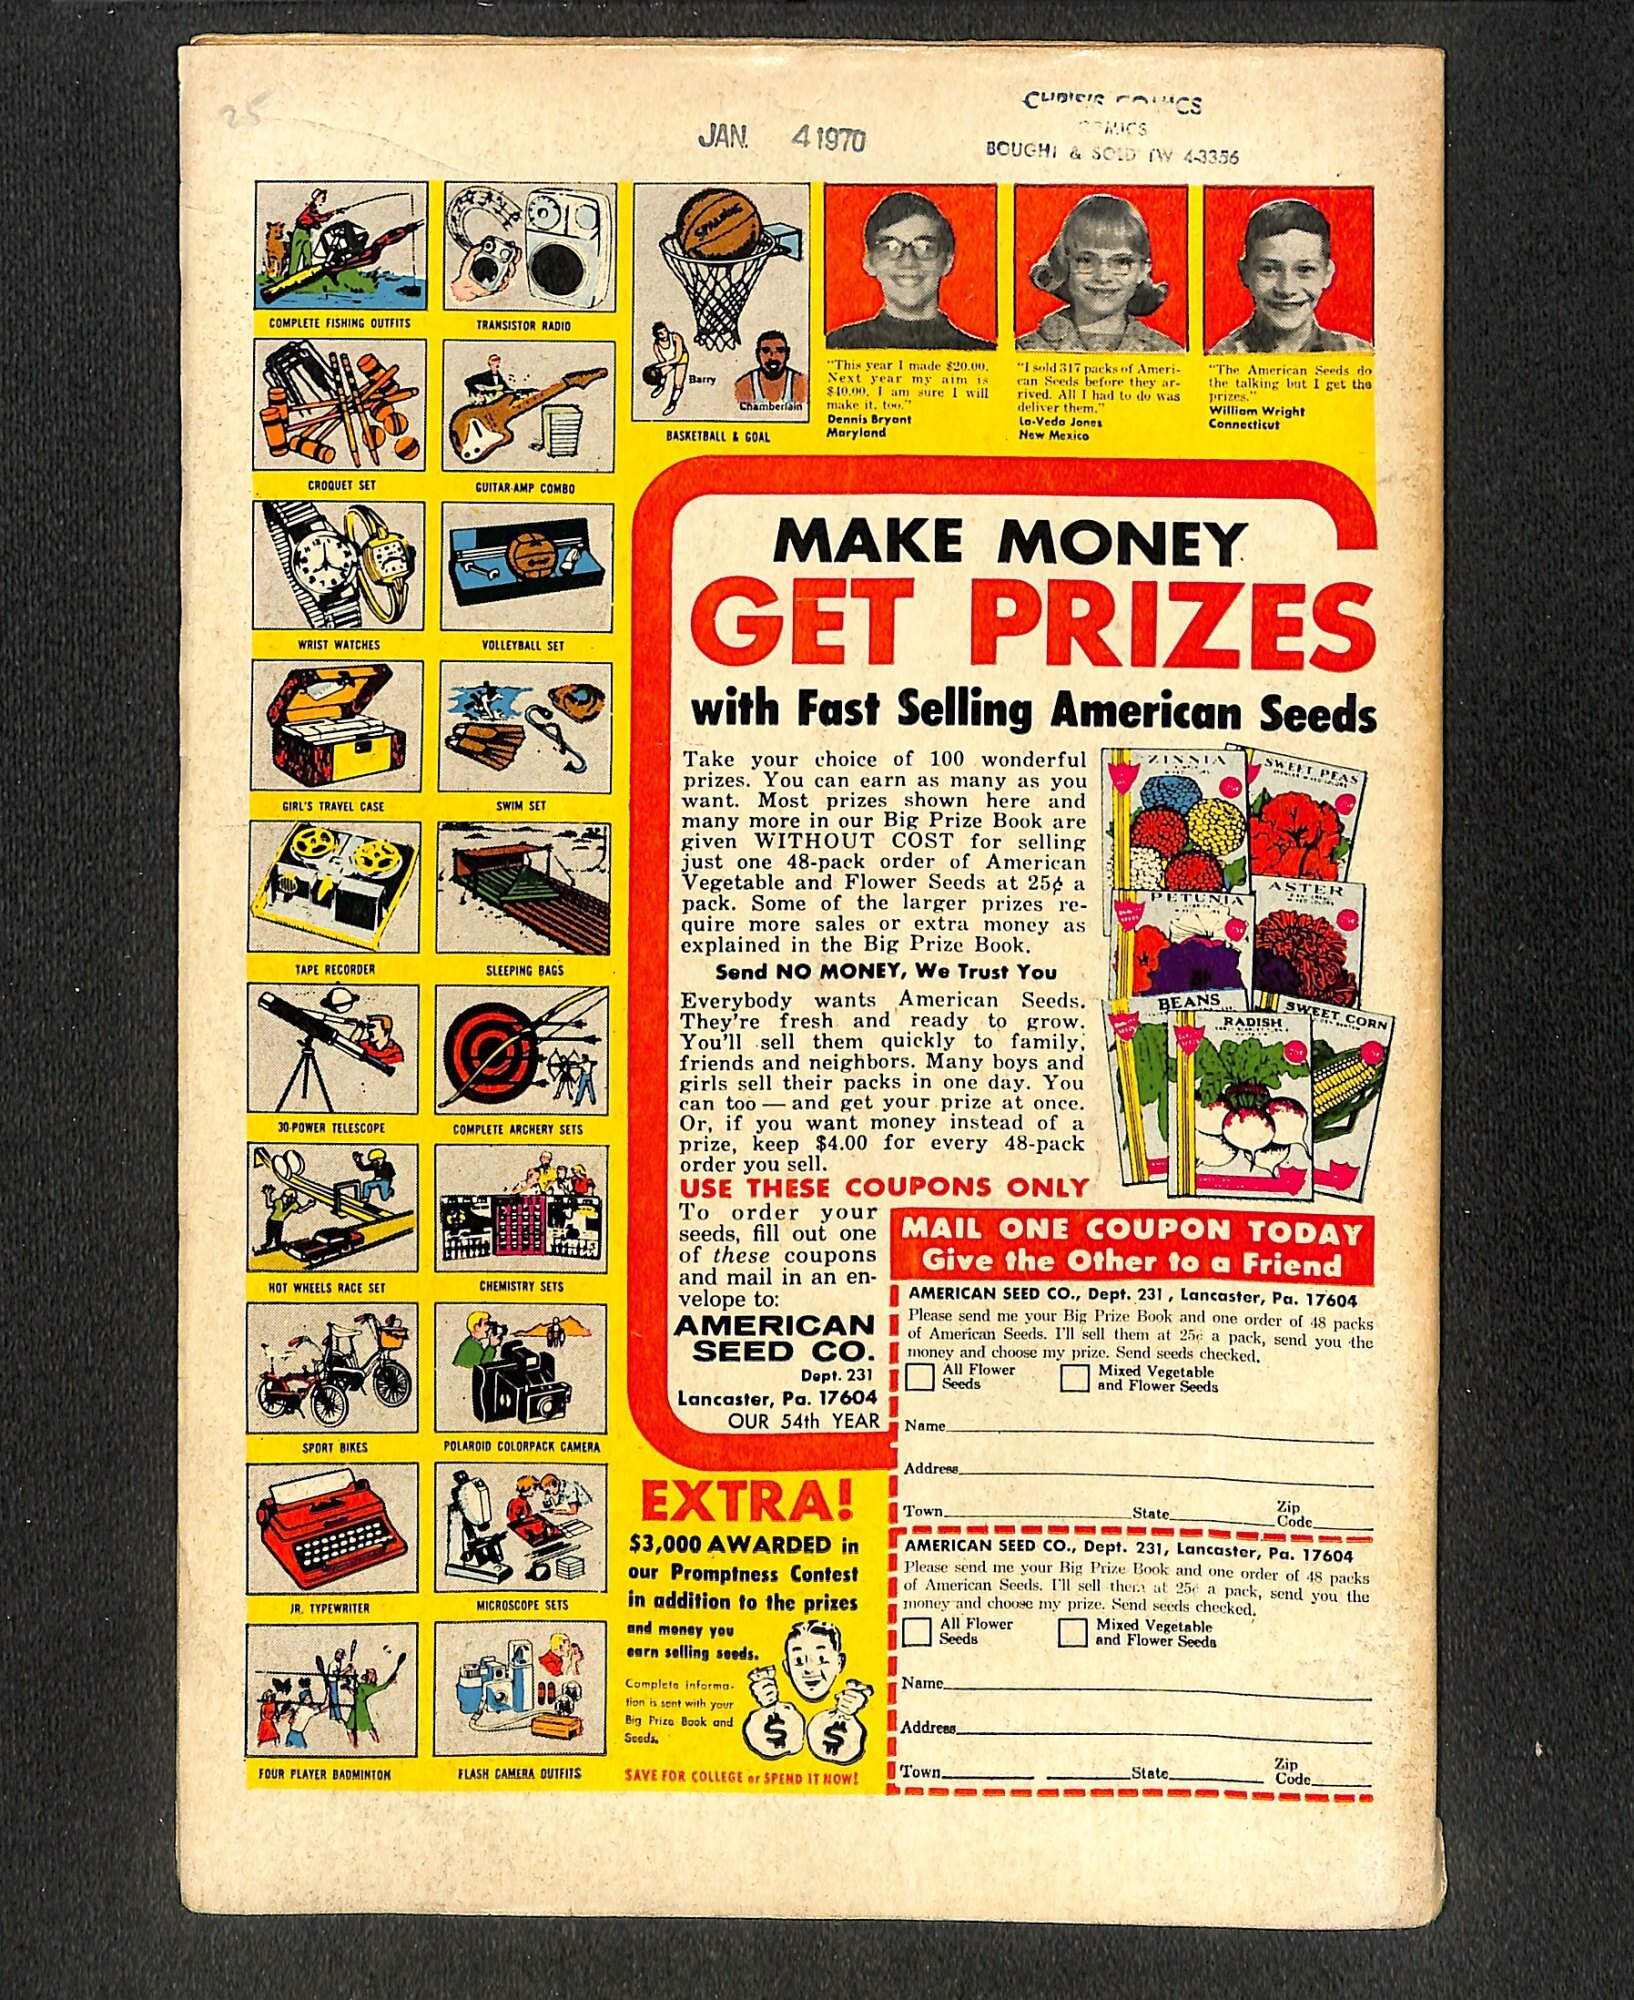 25
JAN. 4 1970
COMICS
BOUGHT & SOLD TW 4-3356
COMPLETE FISHING OUTFITS
TRANSISTOR RADIO
SPALDING
Barry
Chamberlain
BASKETBALL & GOAL
"This year I made $20.00.
Next year my aim is
$40.00. I am sure I will
make it, too."
Dennis Bryant
Maryland
"I sold 317 packs of Ameri-
can Seeds before they ar-
rived. All I had to do was
deliver them."
La-Veda Jones
New Mexico
"The American Seeds do
the talking but I get the
prizes."
William Wright
Connecticut
CROQUET SET
GUITAR-AMP COMBO
WRIST WATCHES
VOLLEYBALL SET
GIRL'S TRAVEL CASE
SWIM SET
TAPE RECORDER
SLEEPING BAGS
30-POWER TELESCOPE
COMPLETE ARCHERY SETS
HOT WHEELS RACE SET
CHEMISTRY SETS
SPORT BIKES
POLAROID COLORPACK CAMERA
JR. TYPEWRITER
MICROSCOPE SETS
FOUR PLAYER BADMINTON
FLASH CAMERA OUTFITS
MAKE MONEY
GET PRIZES
with Fast Selling American Seeds
Take your choice of 100 wonderful
prizes. You can earn as many as you
want. Most prizes shown here and
many more in our Big Prize Book are
given WITHOUT COST for selling
just one 48-pack order of American
Vegetable and Flower Seeds at 25¢ a
pack. Some of the larger prizes re-
quire more sales or extra money as
explained in the Big Prize Book.
Send NO MONEY, We Trust You
Everybody wants American Seeds.
They're fresh and ready to grow.
You'll sell them quickly to family,
friends and neighbors. Many boys and
girls sell their packs in one day. You
can too — and get your prize at once.
Or, if you want money instead of a
prize, keep $4.00 for every 48-pack
order you sell.
USE THESE COUPONS ONLY
To order your
seeds, fill out one
of these coupons
and mail in an en-
velope to:
AMERICAN
SEED CO.
Dept. 231
Lancaster, Pa. 17604
OUR 54th YEAR
ZINNIA
SWEET PEAS
PETUNIA
ASTER
BEANS
RADISH
SWEET CORN
MAIL ONE COUPON TODAY
Give the Other to a Friend
AMERICAN SEED CO., Dept. 231, Lancaster, Pa. 17604
Please send me your Big Prize Book and one order of 48 packs
of American Seeds. I'll sell them at 25¢ a pack, send you the
money and choose my prize. Send seeds checked.
All Flower Seeds
Mixed Vegetable and Flower Seeds
Name
Address
Town State Zip Code
AMERICAN SEED CO., Dept. 231, Lancaster, Pa. 17604
Please send me your Big Prize Book and one order of 48 packs
of American Seeds. I'll sell them at 25¢ a pack, send you the
money and choose my prize. Send seeds checked.
All Flower Seeds
Mixed Vegetable and Flower Seeds
Name
Address
Town State Zip Code
EXTRA!
$3,000 AWARDED in
our Promptness Contest
in addition to the prizes
and money you
earn selling seeds.
Complete informa-
tion is sent with your
Big Prize Book and
Seeds.
$ $
SAVE FOR COLLEGE or SPEND IT NOW!